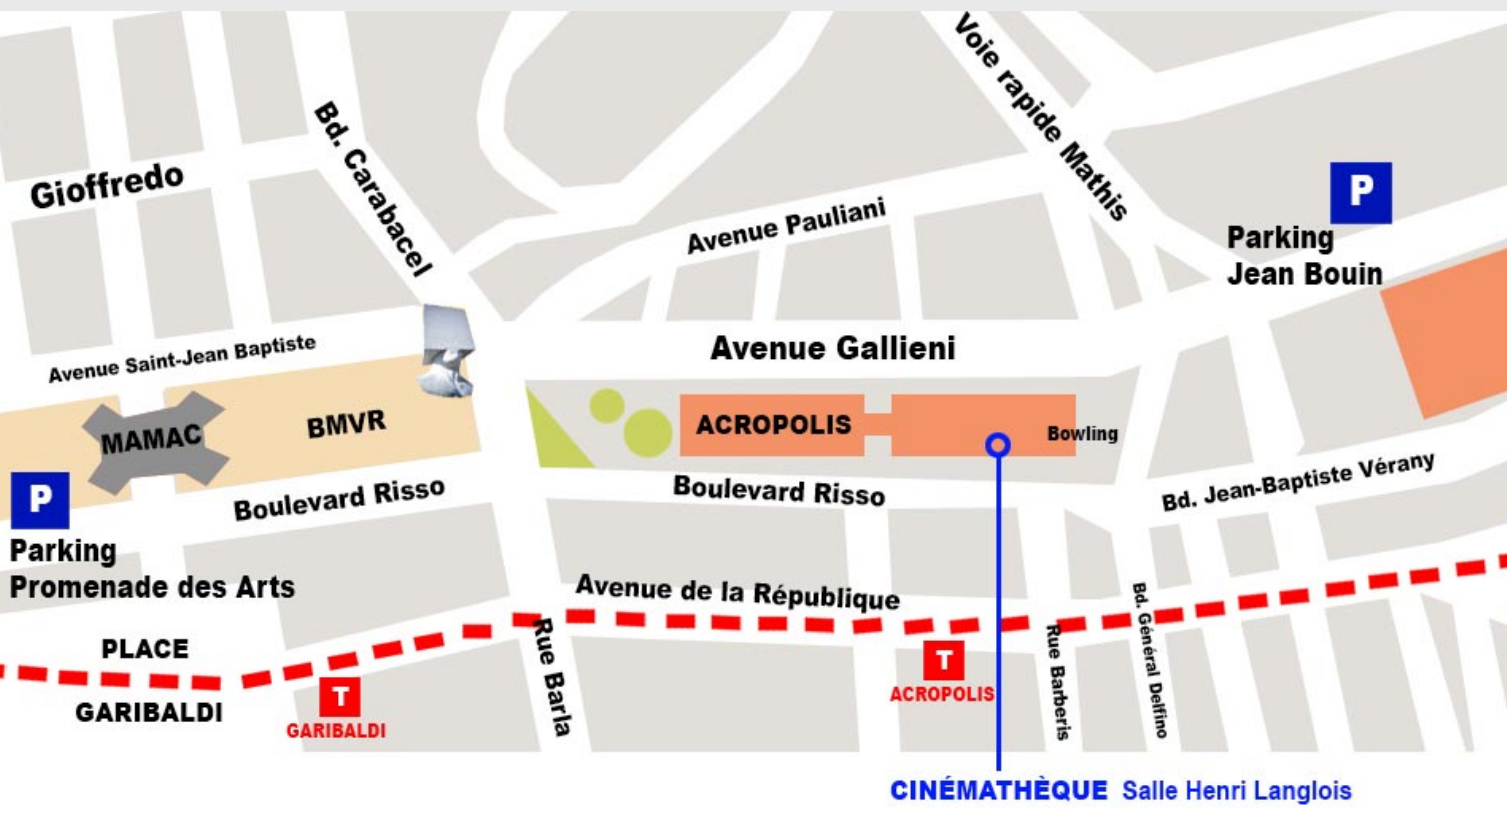 Voie rapide Mathis
Bd. Carabacel
Gioffredo
P
Avenue Pauliani
Parking
Jean Bouin
Avenue Saint-Jean Baptiste
Avenue Gallieni
MAMAC
BMVR
ACROPOLIS
Bowling
P
Boulevard Risso
Boulevard Risso
Bd. Jean-Baptiste Vérany
Parking
Promenade des Arts
Avenue de la République
PLACE
GARIBALDI
T
GARIBALDI
Rue Barla
T
ACROPOLIS
Rue Barberis
Bd. Général Delfino
CINÉMATHÈQUE Salle Henri Langlois